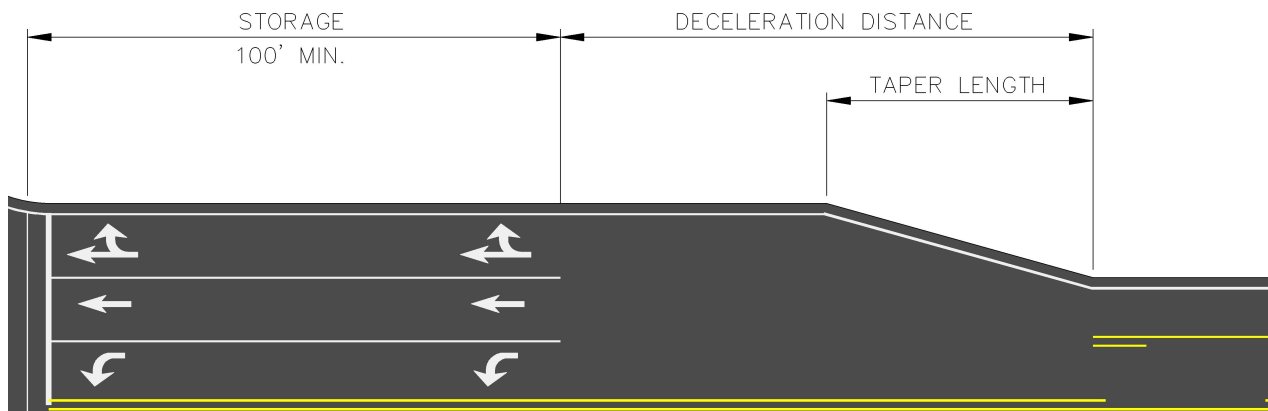 STORAGE
100' MIN.
DECELERATION DISTANCE
TAPER LENGTH